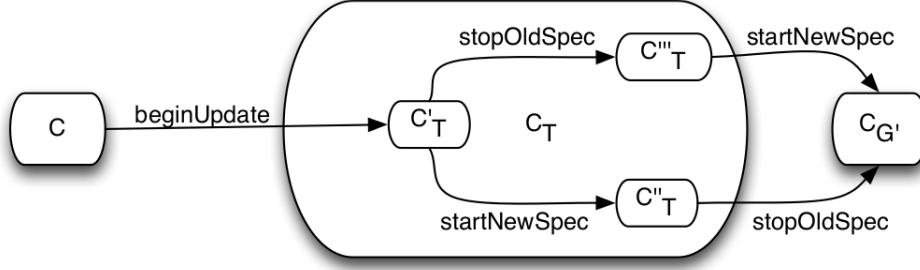 stopOldSpec
C'''T
startNewSpec
C
beginUpdate
C'T
CT
CG'
startNewSpec
C''T
stopOldSpec